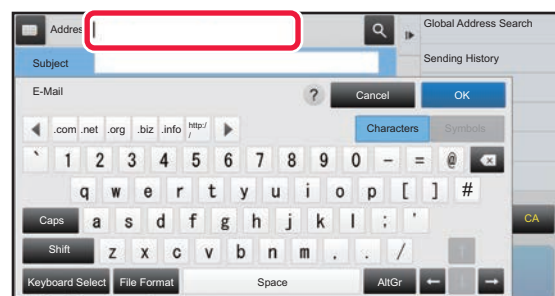 Addres
Global Address Search
Subject
Sending History
E-Mail
?
Cancel
OK
.com .net .org .biz .info http:/
/
Characters
Symbols
` 1 2 3 4 5 6 7 8 9 0 - = @
q w e r t y u i o p [ ] #
Caps a s d f g h j k l ; '
CA
Shift z x c v b n m . . /
Keyboard Select File Format Space AltGr